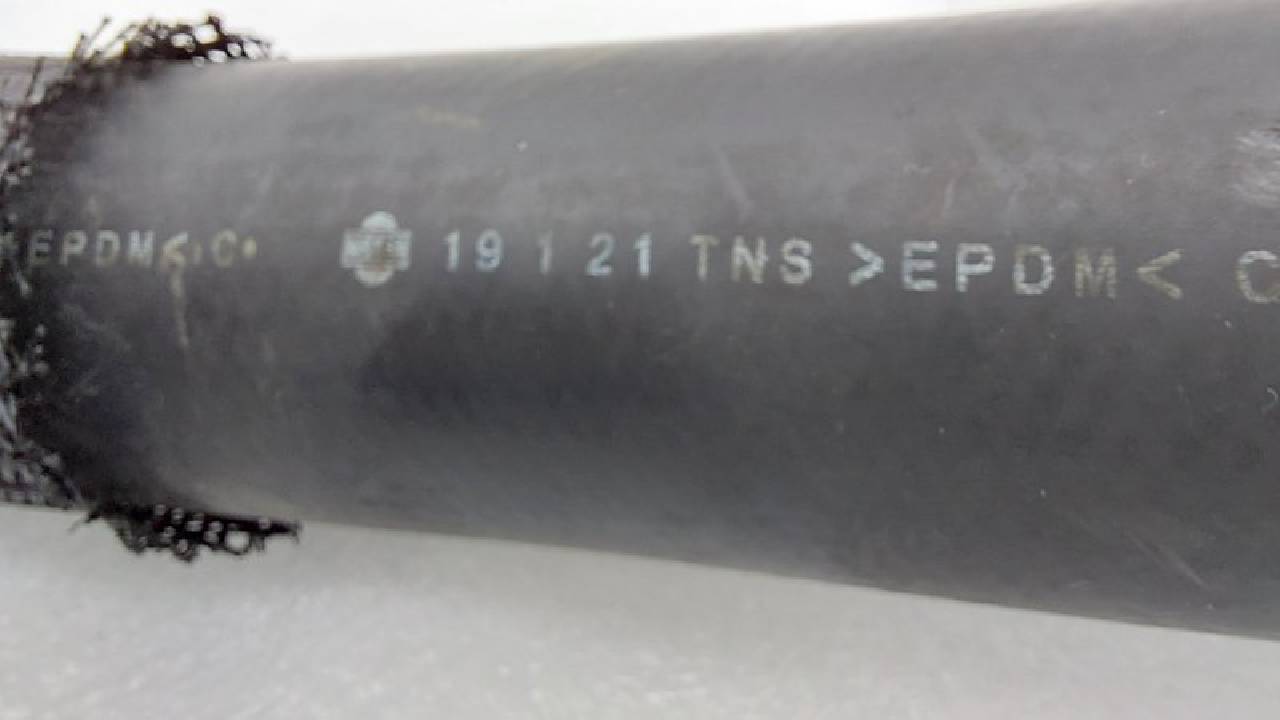 EPDM< C 19 1 21 TNS >EPDM< C